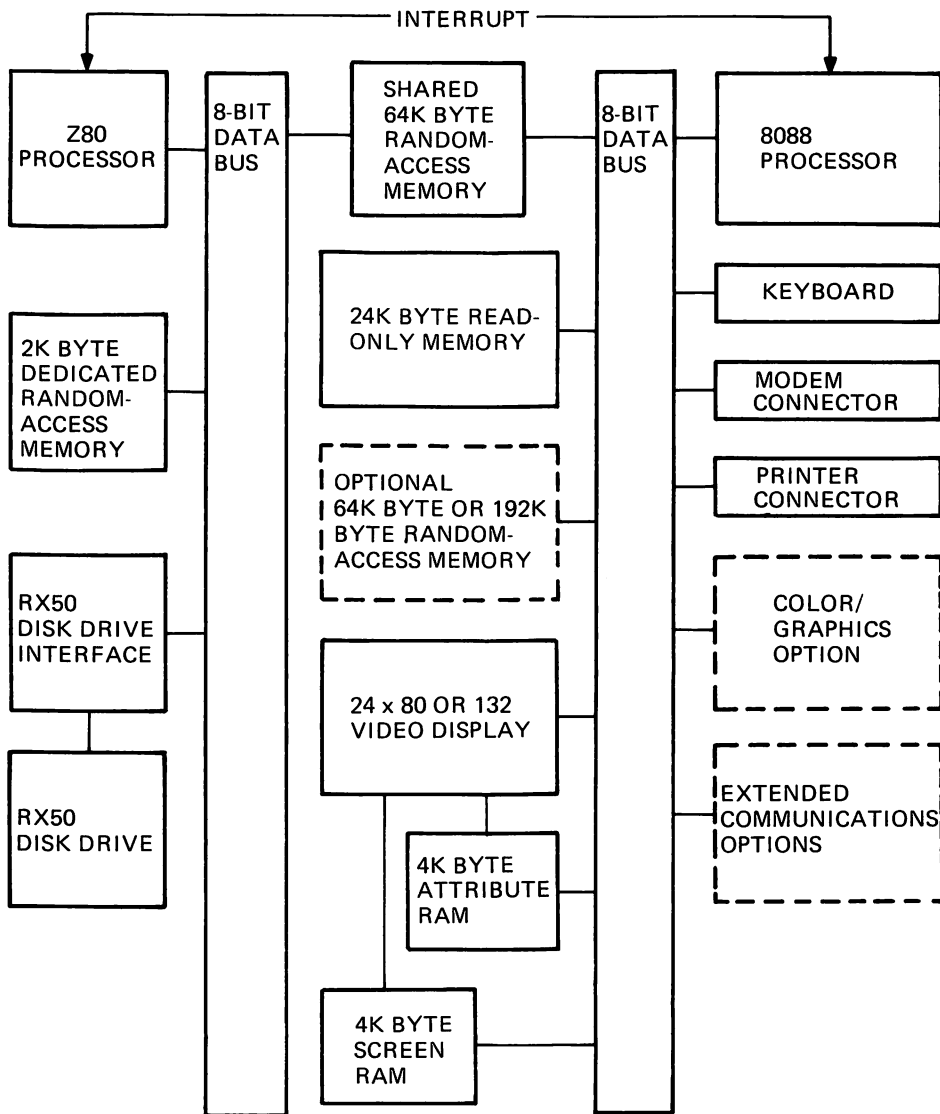 INTERRUPT
Z80
PROCESSOR
8-BIT
DATA
BUS
SHARED
64K BYTE
RANDOM-
ACCESS
MEMORY
8-BIT
DATA
BUS
8088
PROCESSOR
2K BYTE
DEDICATED
RANDOM-
ACCESS
MEMORY
24K BYTE READ-
ONLY MEMORY
KEYBOARD
MODEM
CONNECTOR
OPTIONAL
64K BYTE OR 192K
BYTE RANDOM-
ACCESS MEMORY
PRINTER
CONNECTOR
RX50
DISK DRIVE
INTERFACE
COLOR/
GRAPHICS
OPTION
24 x 80 OR 132
VIDEO DISPLAY
RX50
DISK DRIVE
EXTENDED
COMMUNICATIONS
OPTIONS
4K BYTE
ATTRIBUTE
RAM
4K BYTE
SCREEN
RAM